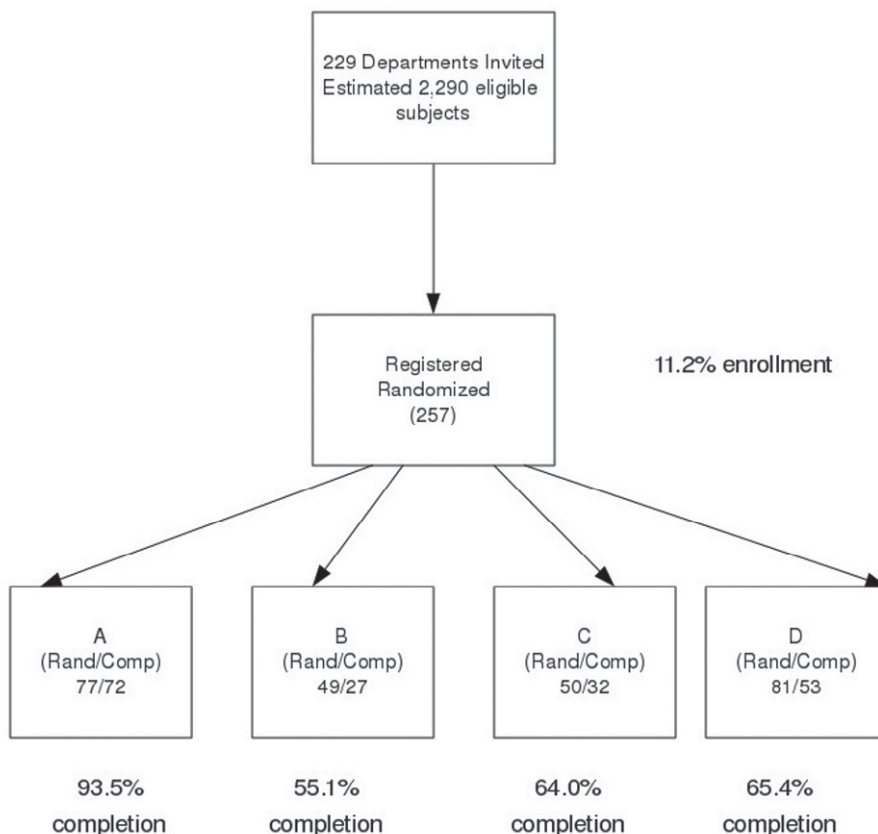 229 Departments Invited
Estimated 2,290 eligible
subjects
Registered
Randomized
(257)
11.2% enrollment
A
(Rand/Comp)
77/72
B
(Rand/Comp)
49/27
C
(Rand/Comp)
50/32
D
(Rand/Comp)
81/53
93.5%
completion
55.1%
completion
64.0%
completion
65.4%
completion